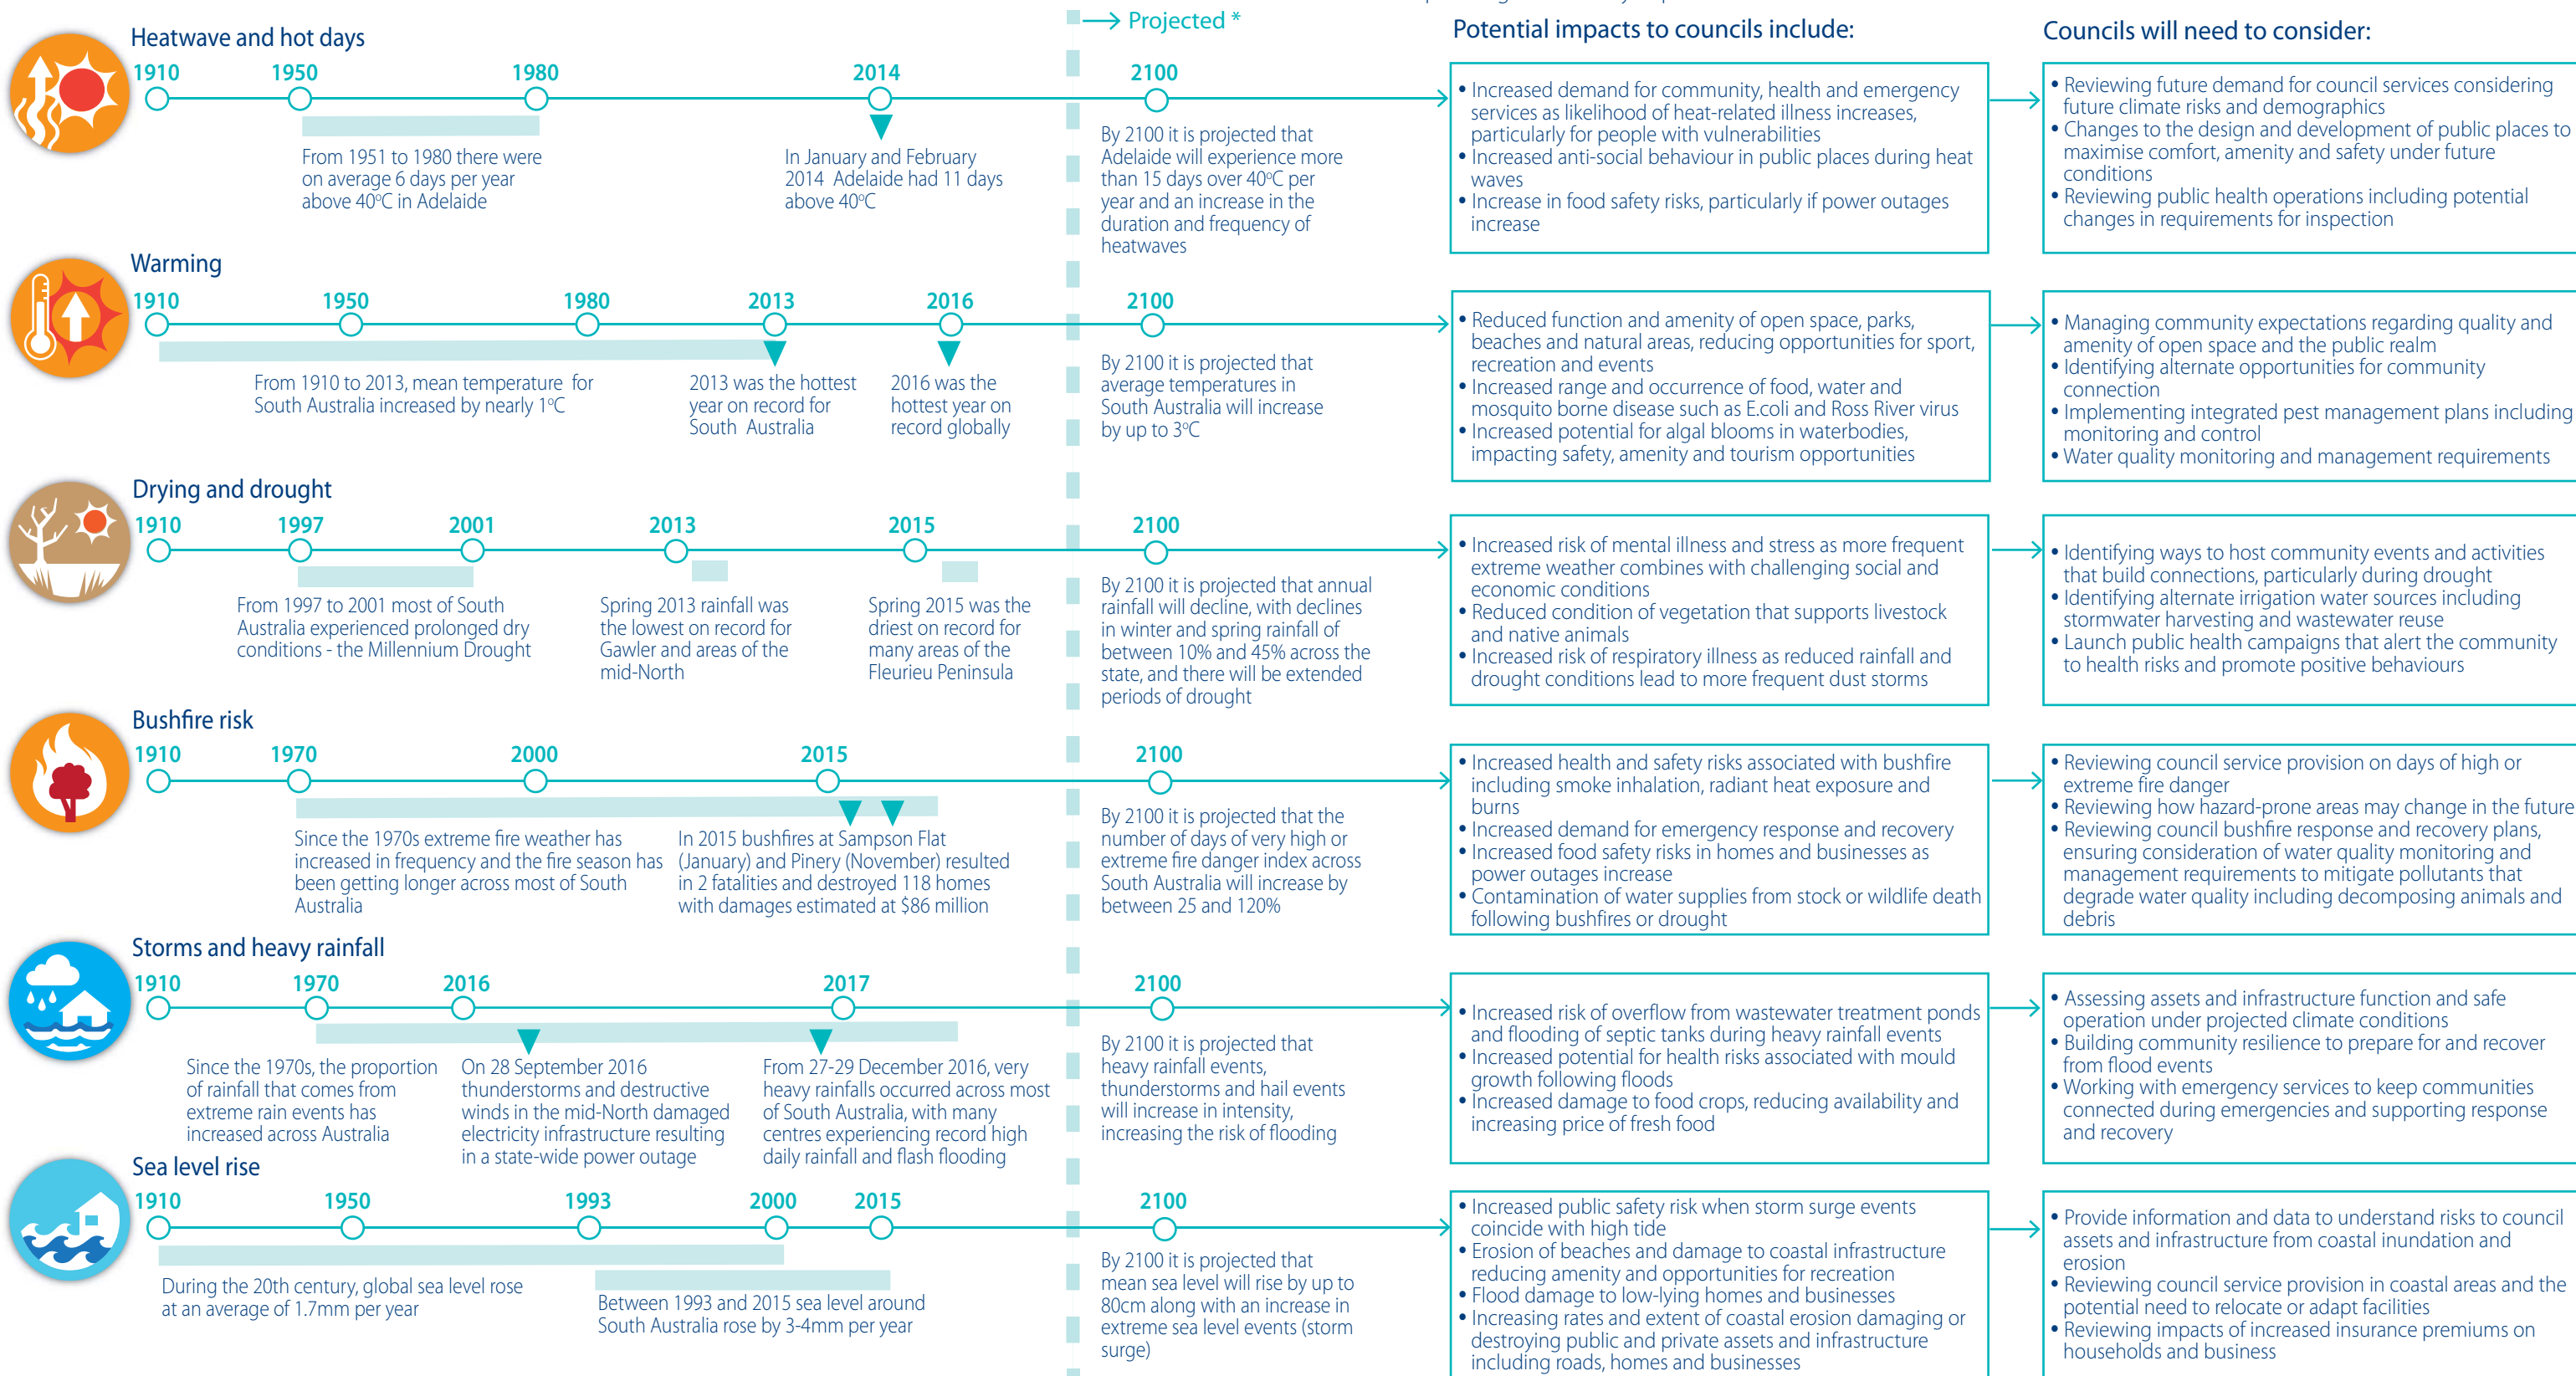 → Projected *
Potential impacts to councils include:
Councils will need to consider:
Heatwave and hot days
1910 1950 1980 2014 2100
From 1951 to 1980 there were
on average 6 days per year
above 40ºC in Adelaide
In January and February
2014 Adelaide had 11 days
above 40ºC
By 2100 it is projected that
Adelaide will experience more
than 15 days over 40ºC per
year and an increase in the
duration and frequency of
heatwaves
• Increased demand for community, health and emergency
services as likelihood of heat-related illness increases,
particularly for people with vulnerabilities
• Increased anti-social behaviour in public places during heat
waves
• Increase in food safety risks, particularly if power outages
increase
• Reviewing future demand for council services considering
future climate risks and demographics
• Changes to the design and development of public places to
maximise comfort, amenity and safety under future
conditions
• Reviewing public health operations including potential
changes in requirements for inspection
Warming
1910 1950 1980 2013 2016 2100
From 1910 to 2013, mean temperature for
South Australia increased by nearly 1ºC
2013 was the hottest
year on record for
South Australia
2016 was the
hottest year on
record globally
By 2100 it is projected that
average temperatures in
South Australia will increase
by up to 3ºC
• Reduced function and amenity of open space, parks,
beaches and natural areas, reducing opportunities for sport,
recreation and events
• Increased range and occurrence of food, water and
mosquito borne disease such as E.coli and Ross River virus
• Increased potential for algal blooms in waterbodies,
impacting safety, amenity and tourism opportunities
• Managing community expectations regarding quality and
amenity of open space and the public realm
• Identifying alternate opportunities for community
connection
• Implementing integrated pest management plans including
monitoring and control
• Water quality monitoring and management requirements
Drying and drought
1910 1997 2001 2013 2015 2100
From 1997 to 2001 most of South
Australia experienced prolonged dry
conditions - the Millennium Drought
Spring 2013 rainfall was
the lowest on record for
Gawler and areas of the
mid-North
Spring 2015 was the
driest on record for
many areas of the
Fleurieu Peninsula
By 2100 it is projected that annual
rainfall will decline, with declines
in winter and spring rainfall of
between 10% and 45% across the
state, and there will be extended
periods of drought
• Increased risk of mental illness and stress as more frequent
extreme weather combines with challenging social and
economic conditions
• Reduced condition of vegetation that supports livestock
and native animals
• Increased risk of respiratory illness as reduced rainfall and
drought conditions lead to more frequent dust storms
• Identifying ways to host community events and activities
that build connections, particularly during drought
• Identifying alternate irrigation water sources including
stormwater harvesting and wastewater reuse
• Launch public health campaigns that alert the community
to health risks and promote positive behaviours
Bushfire risk
1910 1970 2000 2015 2100
Since the 1970s extreme fire weather has
increased in frequency and the fire season has
been getting longer across most of South
Australia
In 2015 bushfires at Sampson Flat
(January) and Pinery (November) resulted
in 2 fatalities and destroyed 118 homes
with damages estimated at $86 million
By 2100 it is projected that the
number of days of very high or
extreme fire danger index across
South Australia will increase by
between 25 and 120%
• Increased health and safety risks associated with bushfire
including smoke inhalation, radiant heat exposure and
burns
• Increased demand for emergency response and recovery
• Increased food safety risks in homes and businesses as
power outages increase
• Contamination of water supplies from stock or wildlife death
following bushfires or drought
• Reviewing council service provision on days of high or
extreme fire danger
• Reviewing how hazard-prone areas may change in the future
• Reviewing council bushfire response and recovery plans,
ensuring consideration of water quality monitoring and
management requirements to mitigate pollutants that
degrade water quality including decomposing animals and
debris
Storms and heavy rainfall
1910 1970 2016 2017 2100
Since the 1970s, the proportion
of rainfall that comes from
extreme rain events has
increased across Australia
On 28 September 2016
thunderstorms and destructive
winds in the mid-North damaged
electricity infrastructure resulting
in a state-wide power outage
From 27-29 December 2016, very
heavy rainfalls occurred across most
of South Australia, with many
centres experiencing record high
daily rainfall and flash flooding
By 2100 it is projected that
heavy rainfall events,
thunderstorms and hail events
will increase in intensity,
increasing the risk of flooding
• Increased risk of overflow from wastewater treatment ponds
and flooding of septic tanks during heavy rainfall events
• Increased potential for health risks associated with mould
growth following floods
• Increased damage to food crops, reducing availability and
increasing price of fresh food
• Assessing assets and infrastructure function and safe
operation under projected climate conditions
• Building community resilience to prepare for and recover
from flood events
• Working with emergency services to keep communities
connected during emergencies and supporting response
and recovery
Sea level rise
1910 1950 1993 2000 2015 2100
During the 20th century, global sea level rose
at an average of 1.7mm per year
Between 1993 and 2015 sea level around
South Australia rose by 3-4mm per year
By 2100 it is projected that
mean sea level will rise by up to
80cm along with an increase in
extreme sea level events (storm
surge)
• Increased public safety risk when storm surge events
coincide with high tide
• Erosion of beaches and damage to coastal infrastructure
reducing amenity and opportunities for recreation
• Flood damage to low-lying homes and businesses
• Increasing rates and extent of coastal erosion damaging or
destroying public and private assets and infrastructure
including roads, homes and businesses
• Provide information and data to understand risks to council
assets and infrastructure from coastal inundation and
erosion
• Reviewing council service provision in coastal areas and the
potential need to relocate or adapt facilities
• Reviewing impacts of increased insurance premiums on
households and business